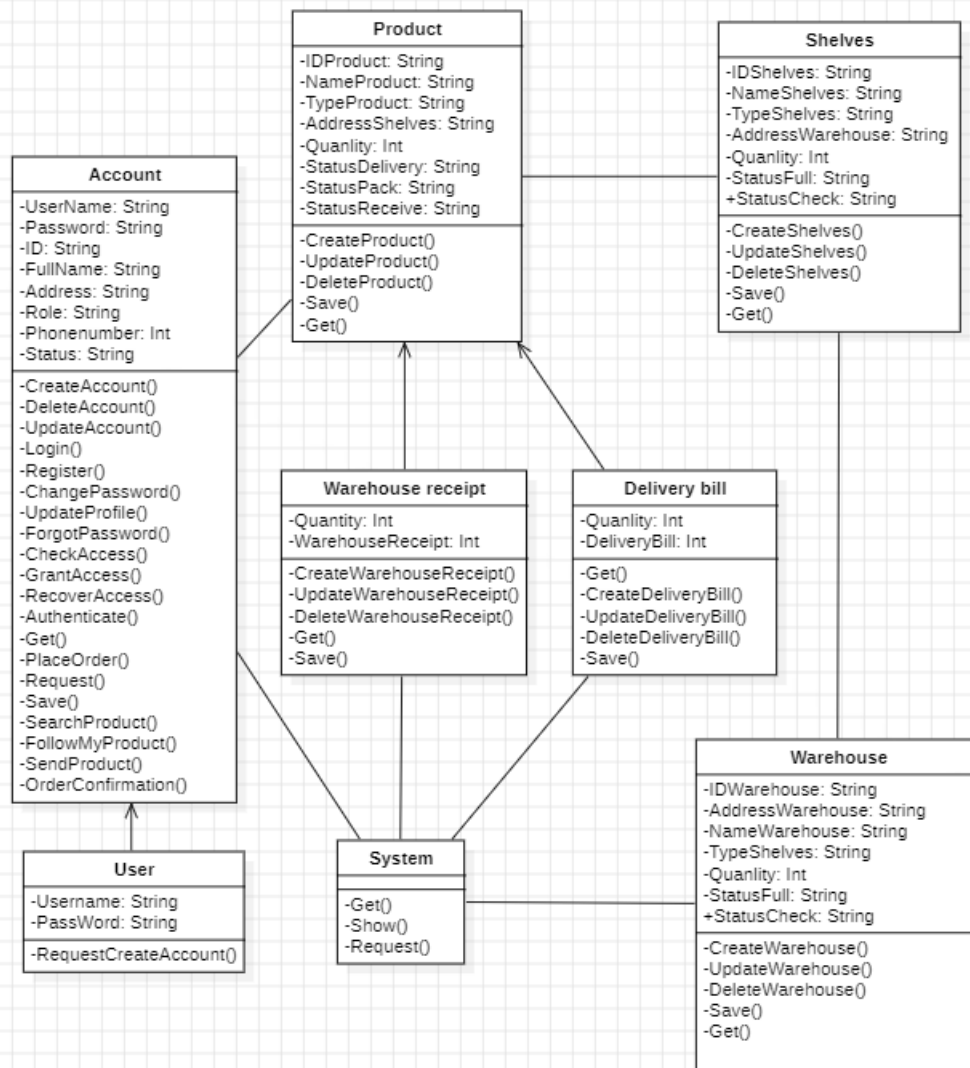 Product
-IDProduct: String
-NameProduct: String
-TypeProduct: String
-AddressShelves: String
-Quanlity: Int
-StatusDelivery: String
-StatusPack: String
-StatusReceive: String
-CreateProduct()
-UpdateProduct()
-DeleteProduct()
-Save()
-Get()
Shelves
-IDShelves: String
-NameShelves: String
-TypeShelves: String
-AddressWarehouse: String
-Quanlity: Int
-StatusFull: String
+StatusCheck: String
-CreateShelves()
-UpdateShelves()
-DeleteShelves()
-Save()
-Get()
Account
-UserName: String
-Password: String
-ID: String
-FullName: String
-Address: String
-Role: String
-Phonenumber: Int
-Status: String
-CreateAccount()
-DeleteAccount()
-UpdateAccount()
-Login()
-Register()
-ChangePassword()
-UpdateProfile()
-ForgotPassword()
-CheckAccess()
-GrantAccess()
-RecoverAccess()
-Authenticate()
-Get()
-PlaceOrder()
-Request()
-Save()
-SearchProduct()
-FollowMyProduct()
-SendProduct()
-OrderConfirmation()
Warehouse receipt
-Quantity: Int
-WarehouseReceipt: Int
-CreateWarehouseReceipt()
-UpdateWarehouseReceipt()
-DeleteWarehouseReceipt()
-Get()
-Save()
Delivery bill
-Quanlity: Int
-DeliveryBill: Int
-Get()
-CreateDeliveryBill()
-UpdateDeliveryBill()
-DeleteDeliveryBill()
-Save()
User
-Username: String
-PassWord: String
-RequestCreateAccount()
System
-Get()
-Show()
-Request()
Warehouse
-IDWarehouse: String
-AddressWarehouse: String
-NameWarehouse: String
-TypeShelves: String
-Quanlity: Int
-StatusFull: String
+StatusCheck: String
-CreateWarehouse()
-UpdateWarehouse()
-DeleteWarehouse()
-Save()
-Get()